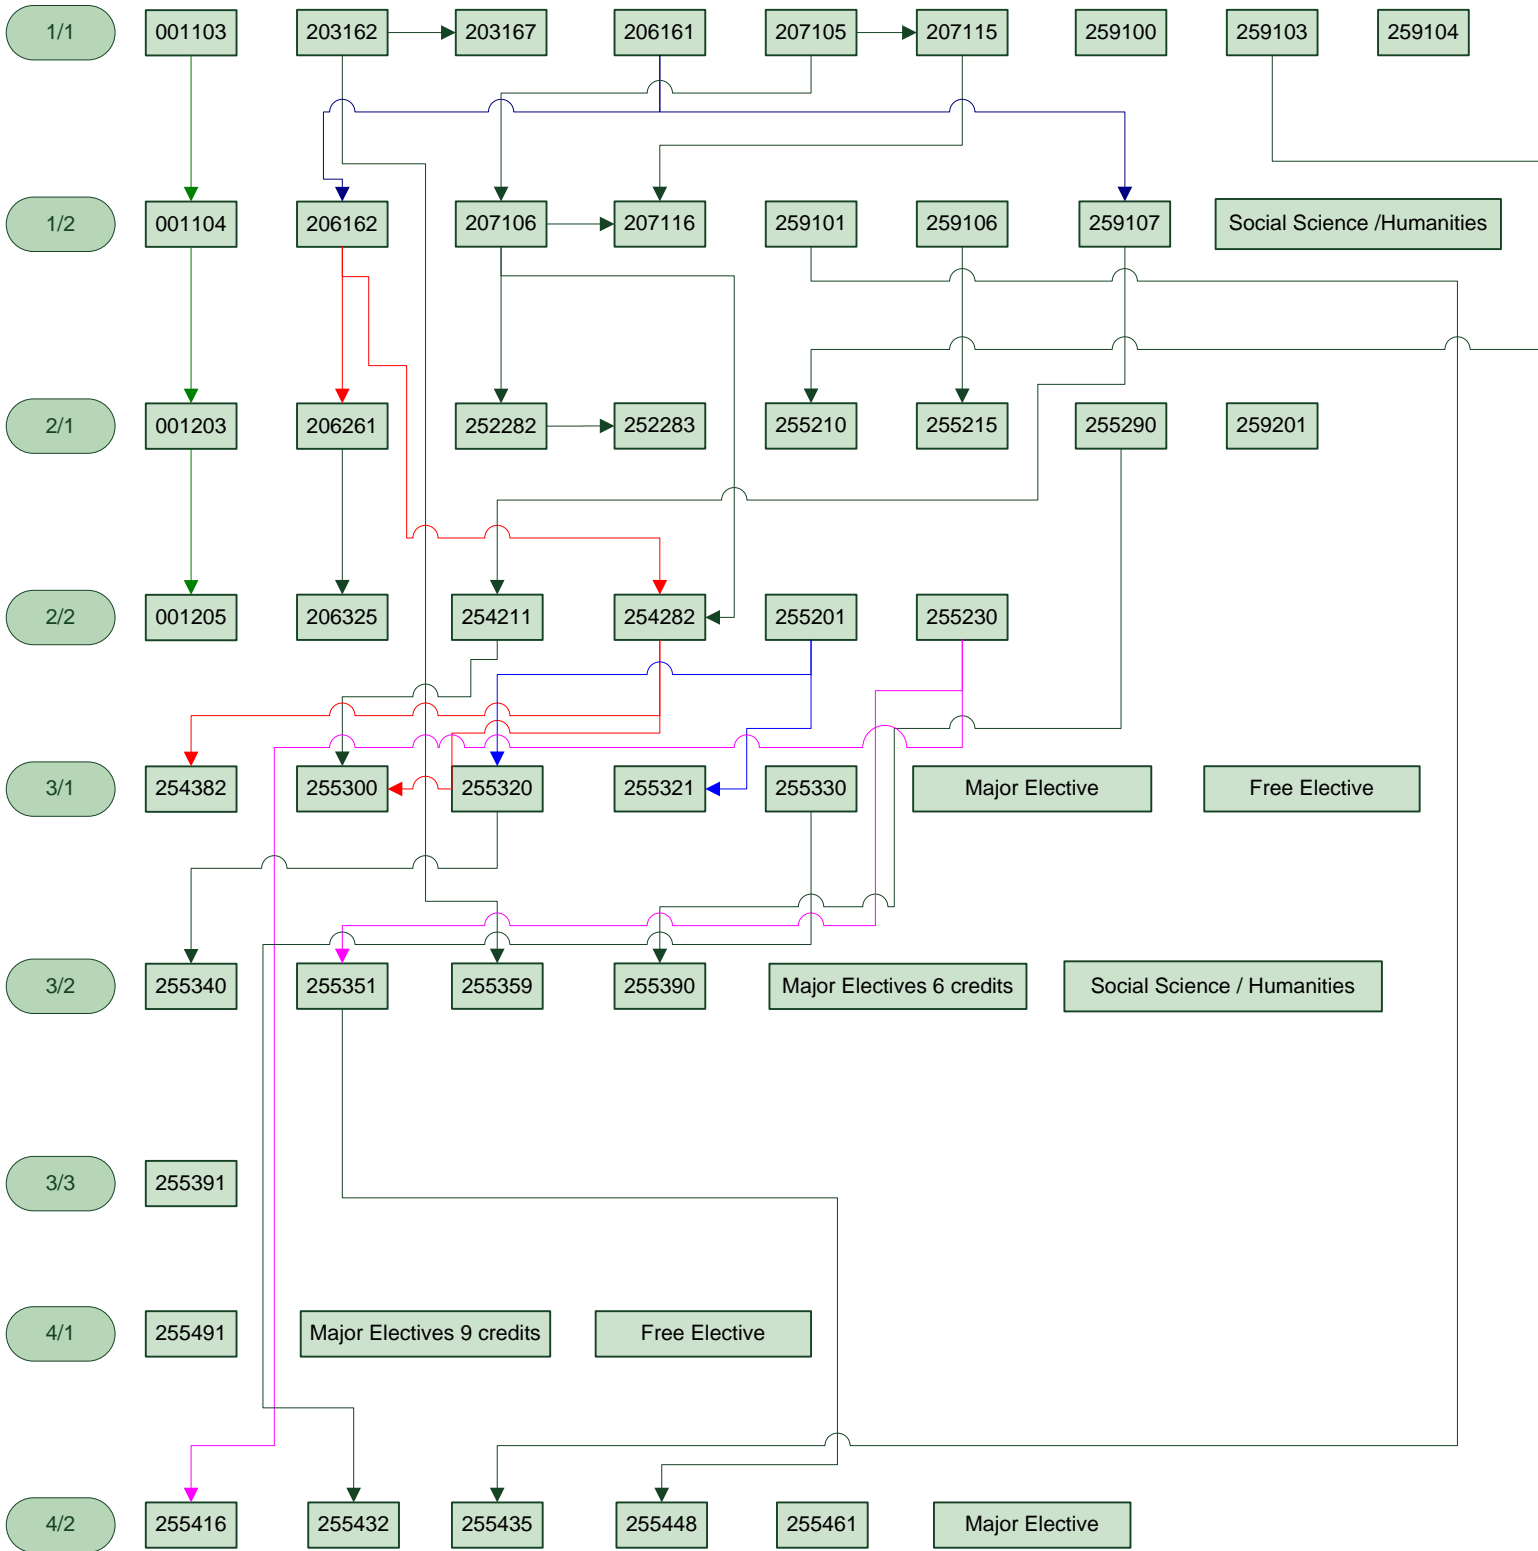 1/1 001103 203162 203167 206161 207105 207115 259100 259103 259104
1/2 001104 206162 207106 207116 259101 259106 259107 Social Science /Humanities
2/1 001203 206261 252282 252283 255210 255215 255290 259201
2/2 001205 206325 254211 254282 255201 255230
3/1 254382 255300 255320 255321 255330 Major Elective Free Elective
3/2 255340 255351 255359 255390 Major Electives 6 credits Social Science / Humanities
3/3 255391
4/1 255491 Major Electives 9 credits Free Elective
4/2 255416 255432 255435 255448 255461 Major Elective